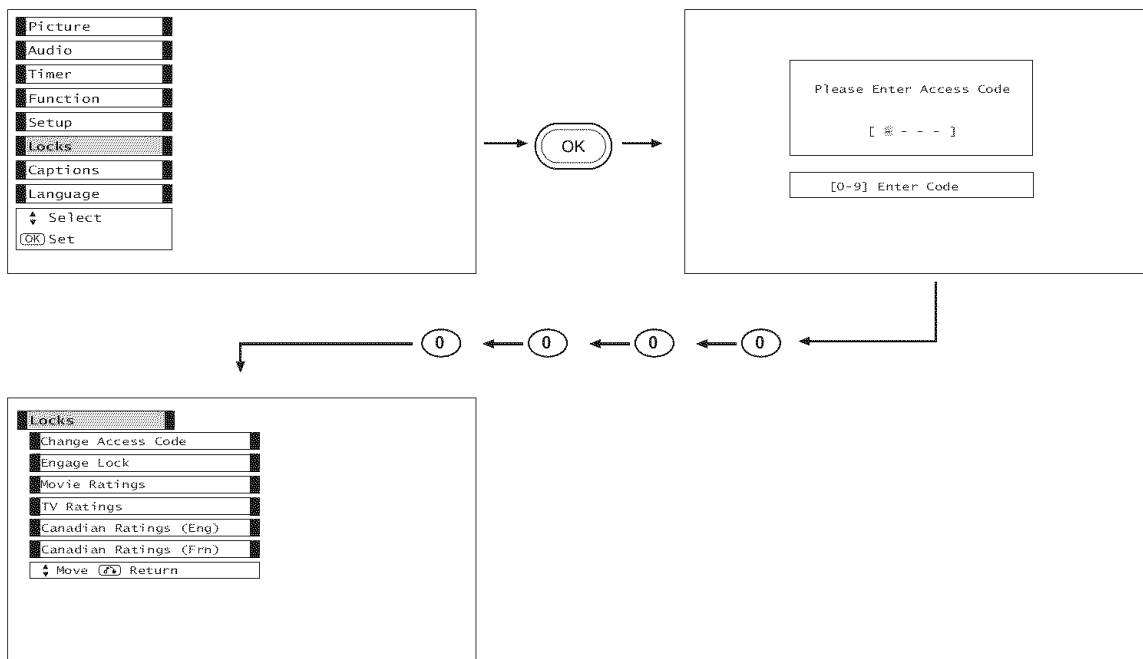 Picture
Audio
Timer
Function
Setup
Locks
Captions
Language
Select
OK Set
OK
Please Enter Access Code
[ - - - ]
[0-9] Enter Code
0 0 0 0
Locks
Change Access Code
Engage Lock
Movie Ratings
TV Ratings
Canadian Ratings (Eng)
Canadian Ratings (Frn)
Move Return